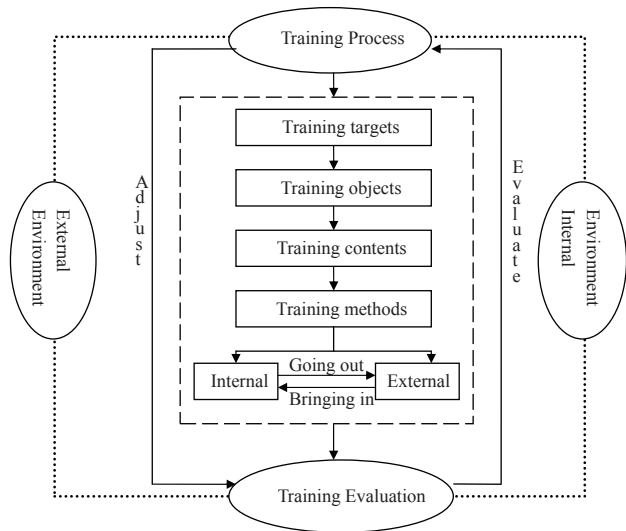 Training Process
Training targets
Training objects
Training contents
Training methods
Going out
Internal
External
Bringing in
Training Evaluation
Adjust
Evaluate
External
Environment
Environment
Internal